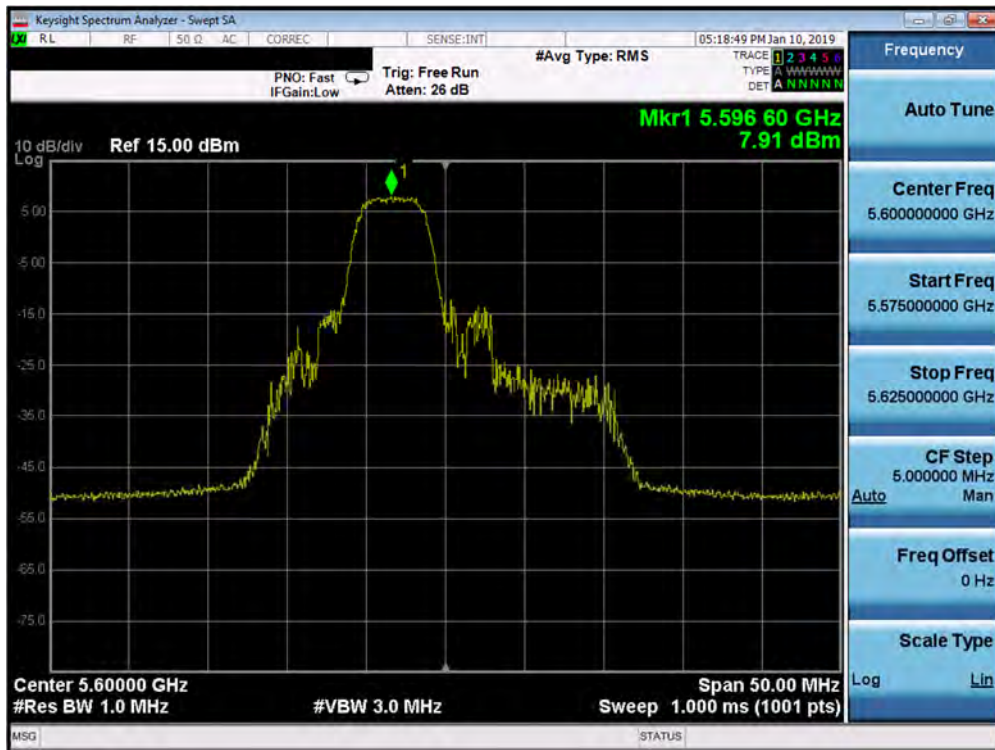 Keysight Spectrum Analyzer - Swept SA
LXI RL RF 50 Ω AC CORREC SENSE:INT 05:18:49 PM Jan 10, 2019
#Avg Type: RMS
TRACE 1 2 3 4 5 6
PNO: Fast Trig: Free Run
TYPE A WWWWW
IFGain:Low Atten: 26 dB
DET A N N N N N
Mkr1 5.596 60 GHz
7.91 dBm
10 dB/div Ref 15.00 dBm
Log
1
5.00
-5.00
-15.0
-25.0
-35.0
-45.0
-55.0
-65.0
-75.0
Center 5.60000 GHz Span 50.00 MHz
#Res BW 1.0 MHz #VBW 3.0 MHz Sweep 1.000 ms (1001 pts)
MSG STATUS
Frequency
Auto Tune
Center Freq
5.600000000 GHz
Start Freq
5.575000000 GHz
Stop Freq
5.625000000 GHz
CF Step
5.000000 MHz
Auto Man
Freq Offset
0 Hz
Scale Type
Log Lin